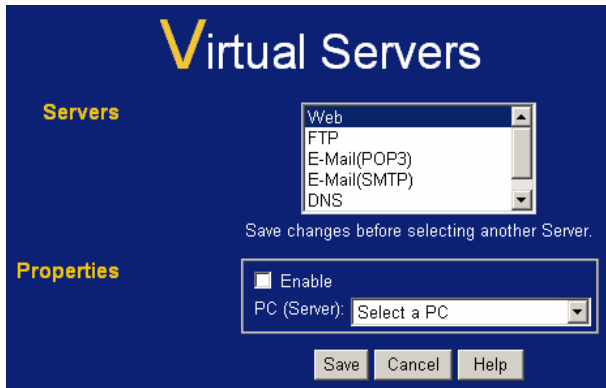 Virtual Servers
Servers
Web
FTP
E-Mail(POP3)
E-Mail(SMTP)
DNS
Save changes before selecting another Server.
Properties
Enable
PC (Server): Select a PC
Save Cancel Help